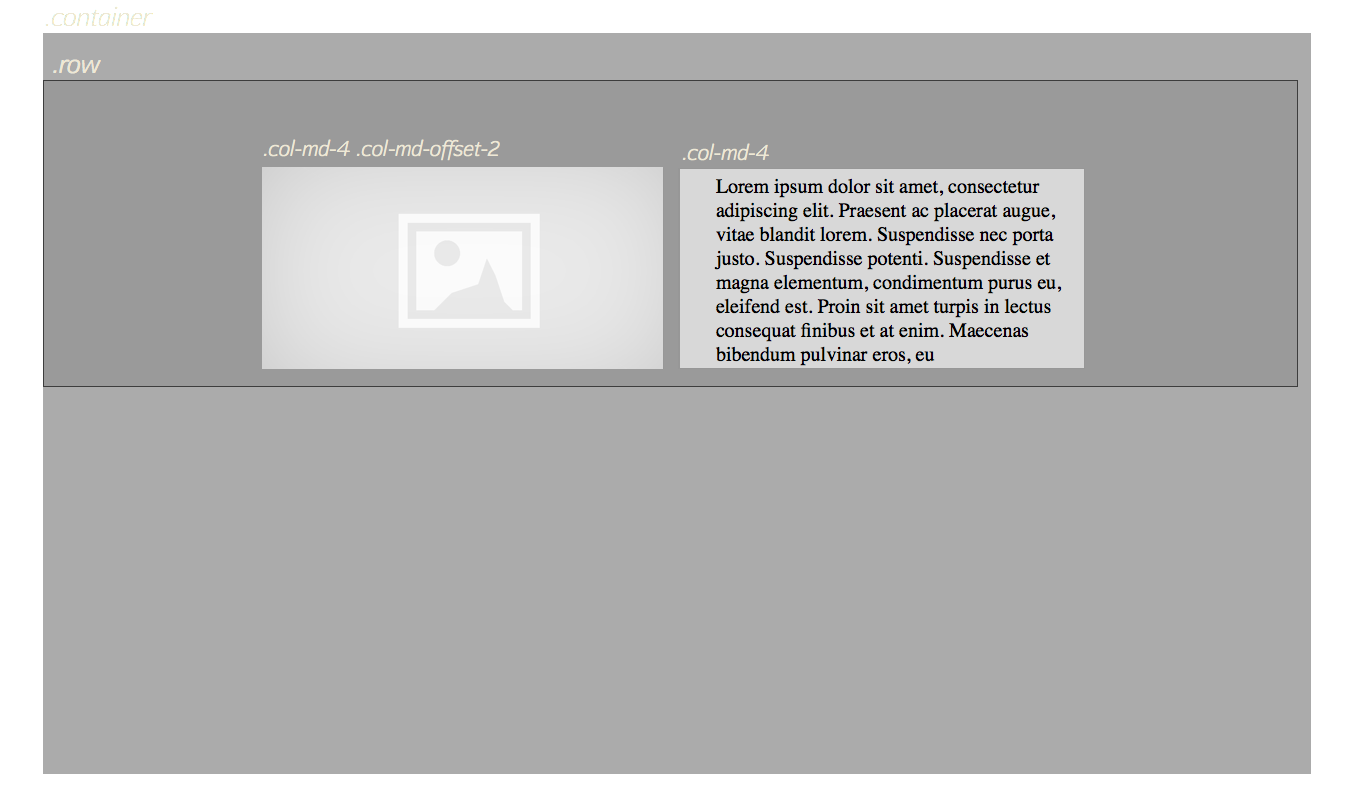 .container
.row
.col-md-4 .col-md-offset-2
.col-md-4
Lorem ipsum dolor sit amet, consectetur
adipiscing elit. Praesent ac placerat augue,
vitae blandit lorem. Suspendisse nec porta
justo. Suspendisse potenti. Suspendisse et
magna elementum, condimentum purus eu,
eleifend est. Proin sit amet turpis in lectus
consequat finibus et at enim. Maecenas
bibendum pulvinar eros, eu